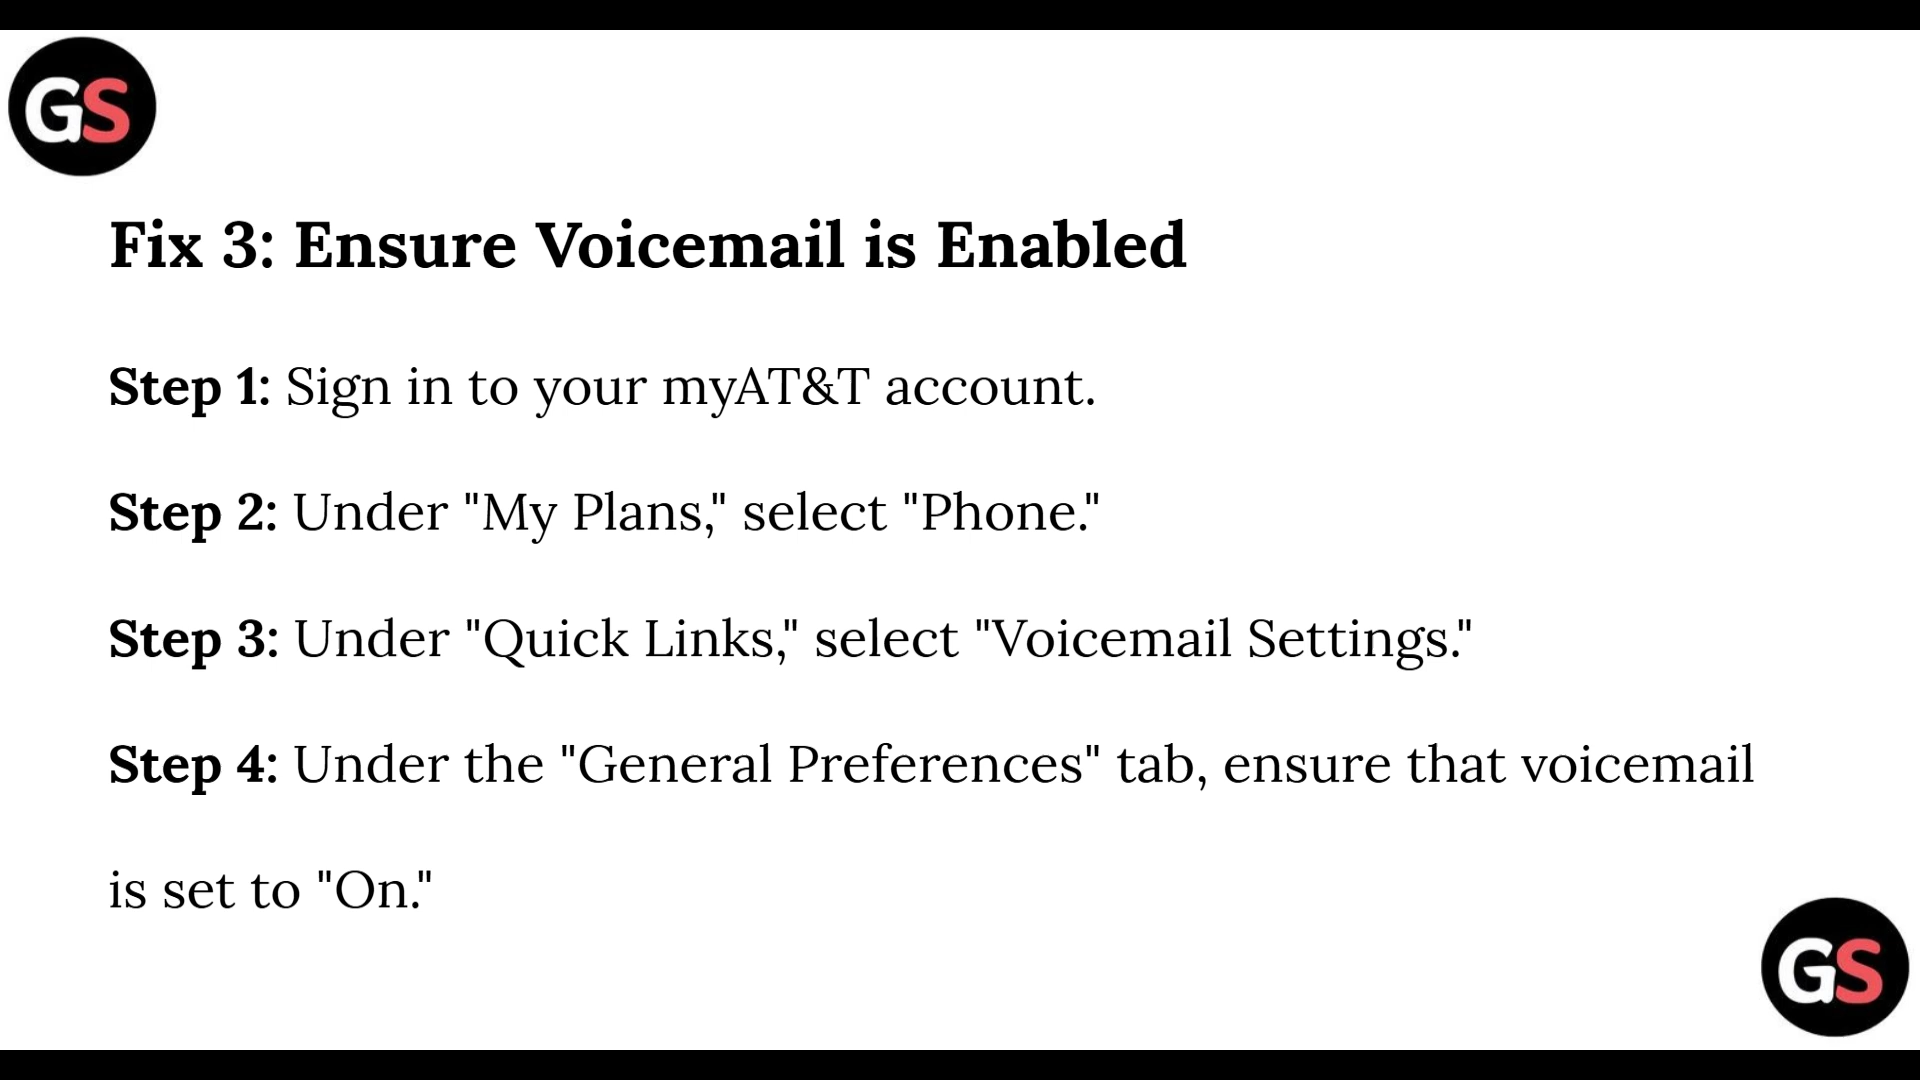 GS
Fix 3: Ensure Voicemail is Enabled
Step 1: Sign in to your myAT&T account.
Step 2: Under "My Plans," select "Phone."
Step 3: Under "Quick Links," select "Voicemail Settings."
Step 4: Under the "General Preferences" tab, ensure that voicemail
is set to "On."
GS